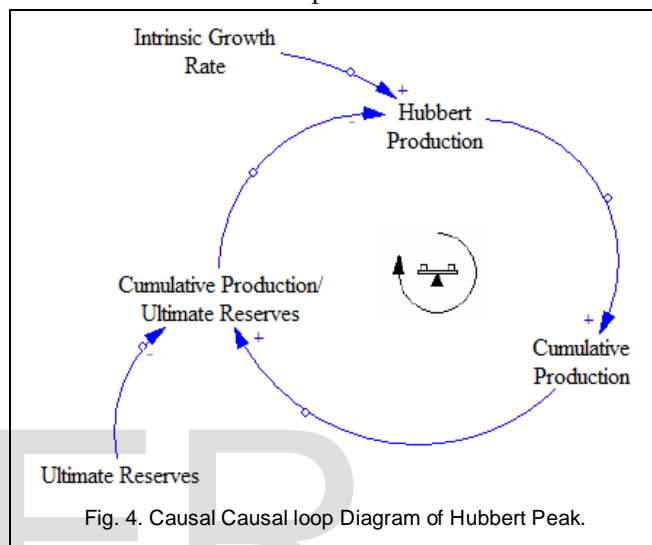 Intrinsic Growth
Rate
+
Hubbert
Production
-
Cumulative Production/
Ultimate Reserves
+
-
+
Cumulative
Production
Ultimate Reserves
ER
Fig. 4. Causal Causal loop Diagram of Hubbert Peak.